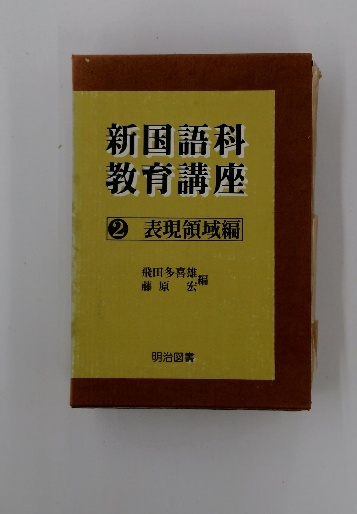 新国語科
教育講座
❷ 表現領域編
飛田多喜雄
藤原 宏
編
明治図書